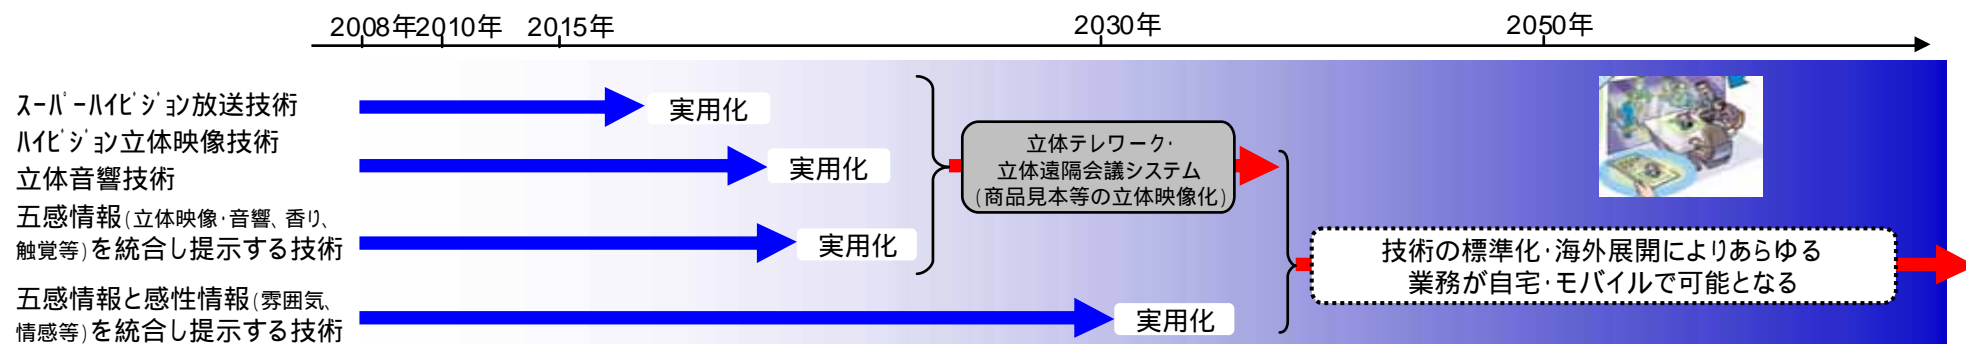 2008年 2010年 2015年 2030年 2050年
スーパーハイビジョン放送技術
実用化
ハイビジョン立体映像技術
立体音響技術
実用化
五感情報(立体映像・音響、香り、
触覚等)を統合し提示する技術
実用化
五感情報と感性情報(雰囲気、
情感等)を統合し提示する技術
実用化
立体テレワーク・
立体遠隔会議システム
(商品見本等の立体映像化)
技術の標準化・海外展開によりあらゆる
業務が自宅・モバイルで可能となる